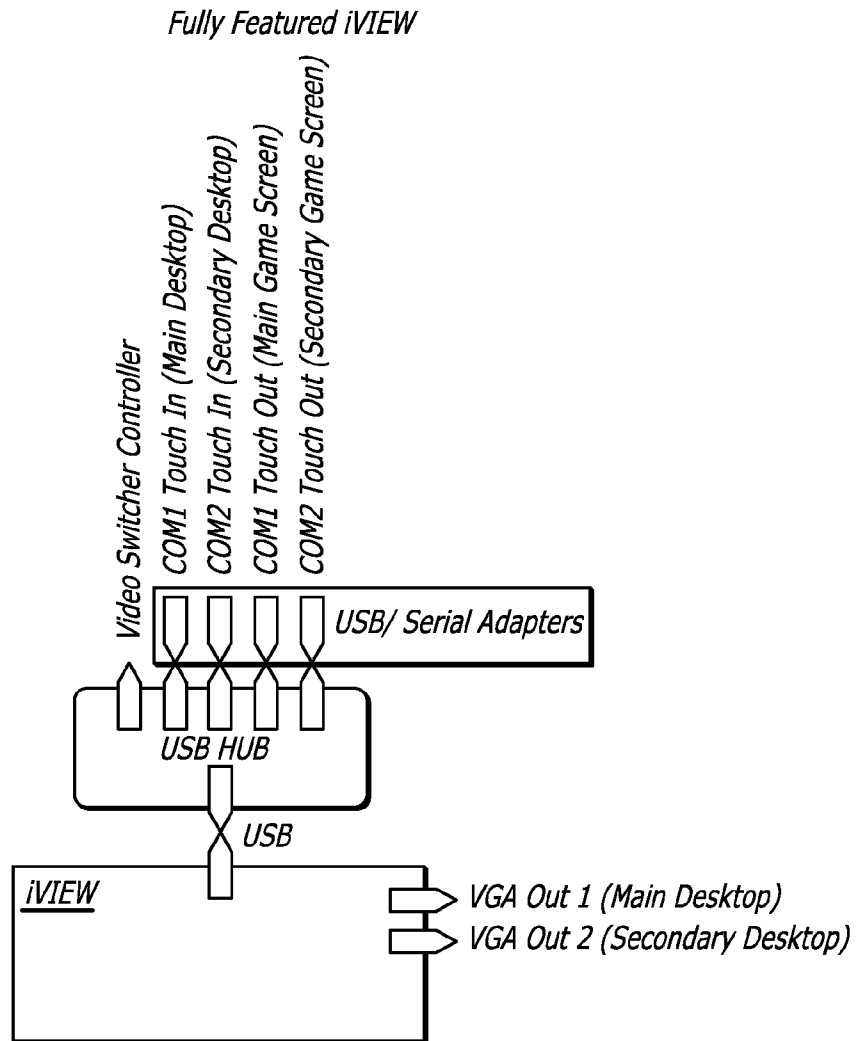 Fully Featured iVIEW
Video Switcher Controller
COM1 Touch In (Main Desktop)
COM2 Touch In (Secondary Desktop)
COM1 Touch Out (Main Game Screen)
COM2 Touch Out (Secondary Game Screen)
USB/ Serial Adapters
USB HUB
USB
iVIEW
VGA Out 1 (Main Desktop)
VGA Out 2 (Secondary Desktop)